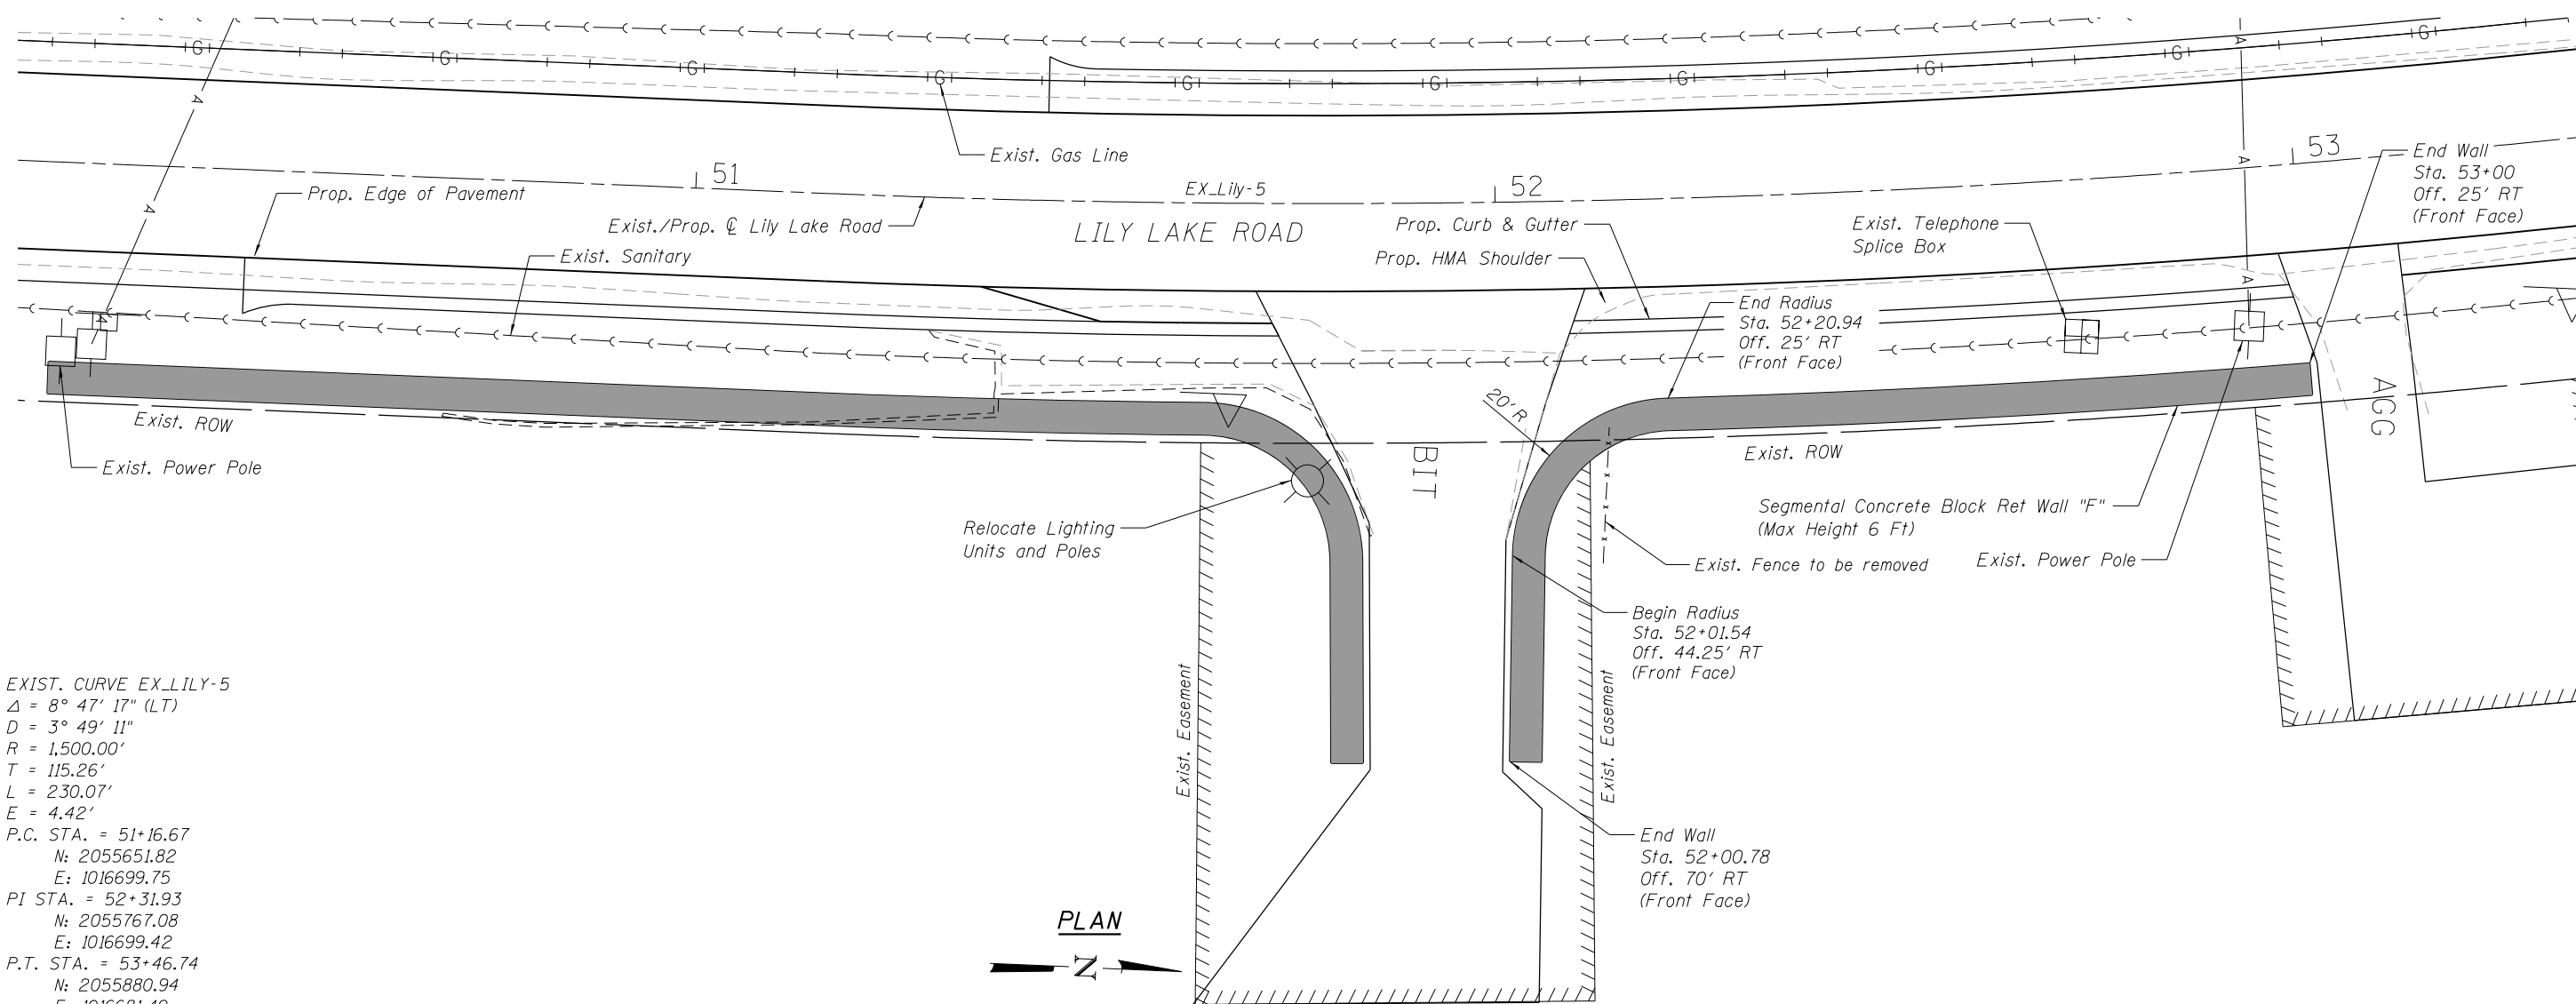 G G G G G G G G G G
A
A
A
A
A
A
A
Exist. Gas Line
51
52
53
EX_Lily-5
End Wall
Sta. 53+00
Off. 25' RT
(Front Face)
Prop. Edge of Pavement
Exist./Prop. ℄ Lily Lake Road
LILY LAKE ROAD
Prop. Curb & Gutter
Prop. HMA Shoulder
Exist. Telephone
Splice Box
Exist. Sanitary
End Radius
Sta. 52+20.94
Off. 25' RT
(Front Face)
20' R
AGG
Exist. ROW
Exist. Power Pole
BIT
Exist. ROW
Segmental Concrete Block Ret Wall "F"
(Max Height 6 Ft)
Relocate Lighting
Units and Poles
Exist. Fence to be removed
Exist. Power Pole
Begin Radius
Sta. 52+01.54
Off. 44.25' RT
(Front Face)
Exist. Easement
Exist. Easement
End Wall
Sta. 52+00.78
Off. 70' RT
(Front Face)
EXIST. CURVE EX_LILY-5
Δ = 8° 47' 17" (LT)
D = 3° 49' 11"
R = 1,500.00'
T = 115.26'
L = 230.07'
E = 4.42'
P.C. STA. = 51+16.67
N: 2055651.82
E: 1016699.75
PI STA. = 52+31.93
N: 2055767.08
E: 1016699.42
P.T. STA. = 53+46.74
N: 2055880.94
PLAN
N